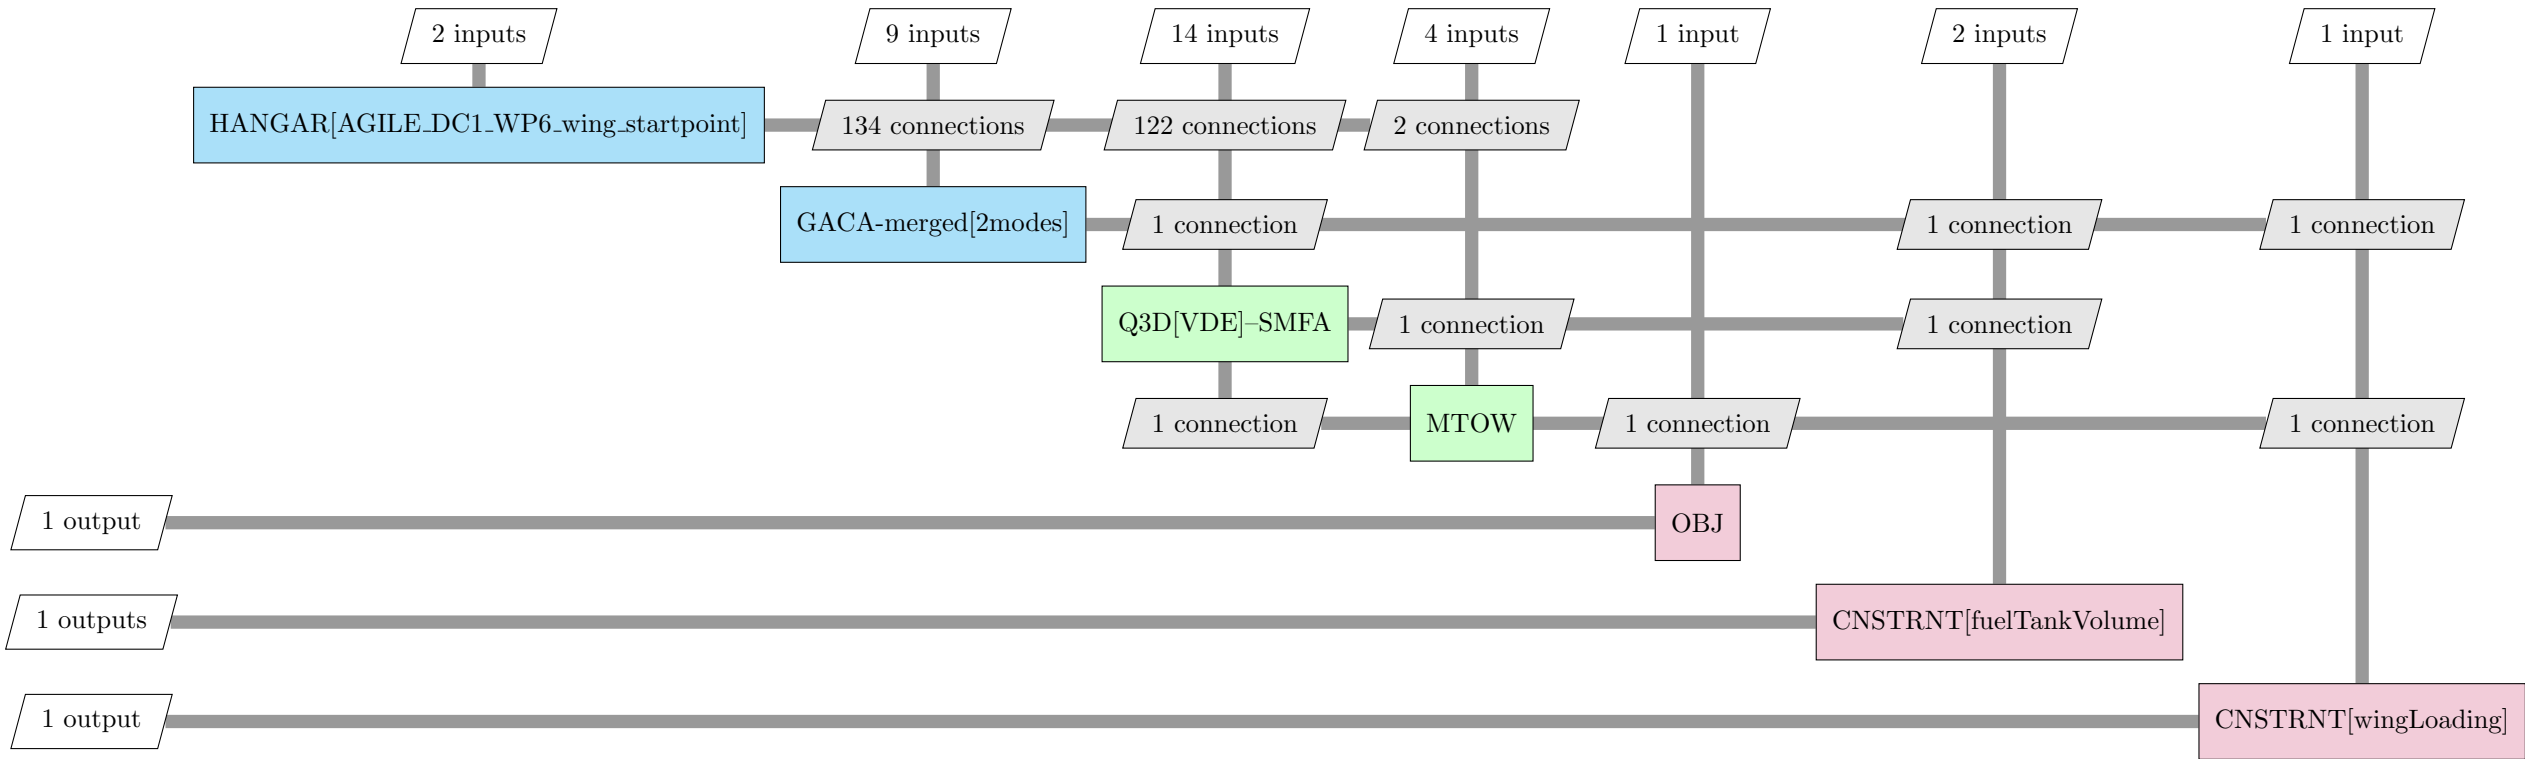 2 inputs
9 inputs
14 inputs
4 inputs
1 input
2 inputs
1 input
HANGAR[AGILE_DC1_WP6_wing_startpoint]
134 connections
122 connections
2 connections
GACA-merged[2modes]
1 connection
1 connection
1 connection
Q3D[VDE]–SMFA
1 connection
1 connection
1 connection
MTOW
1 connection
1 connection
1 output
OBJ
1 outputs
CNSTRNT[fuelTankVolume]
1 output
CNSTRNT[wingLoading]